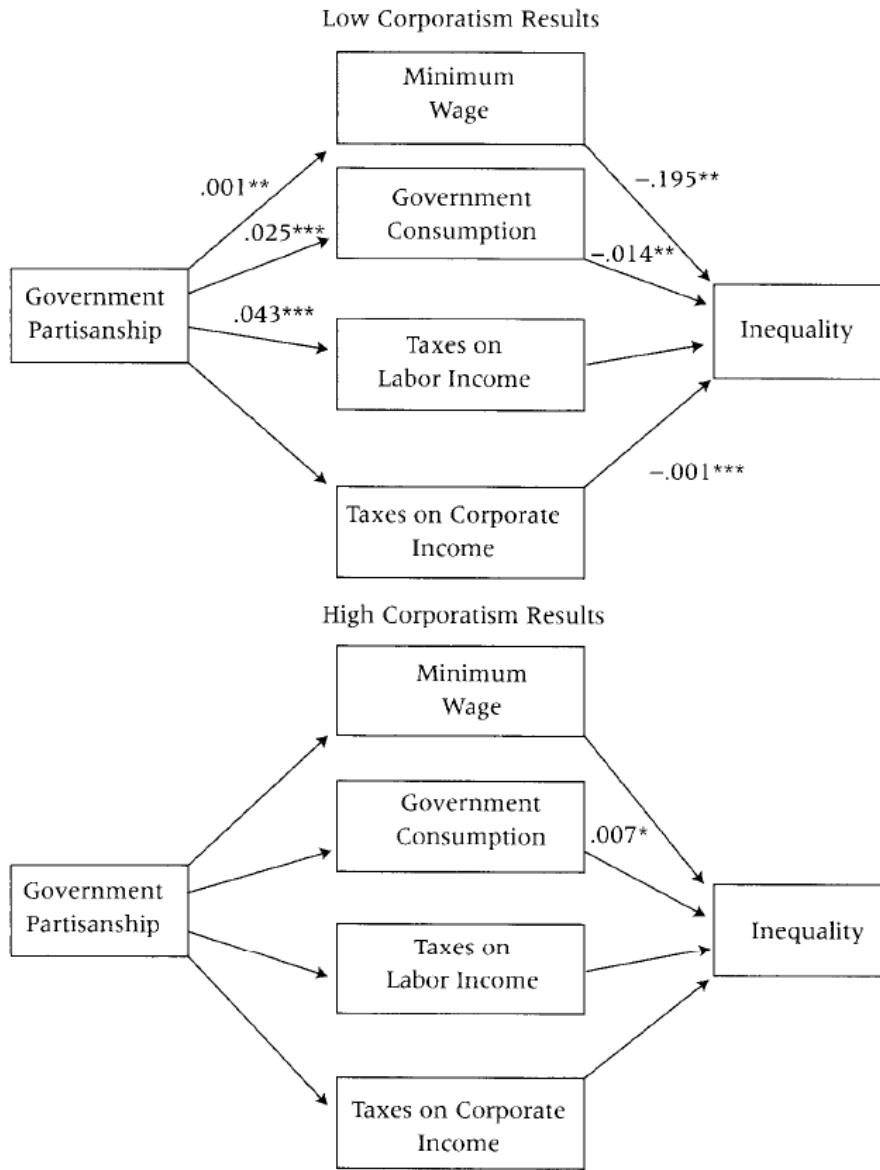 Low Corporatism Results
Minimum
Wage
.001**
−.195**
Government
Consumption
.025***
−.014**
Government
Partisanship
.043***
Taxes on
Labor Income
Inequality
−.001***
Taxes on Corporate
Income
High Corporatism Results
Minimum
Wage
Government
Consumption
.007*
Government
Partisanship
Taxes on
Labor Income
Inequality
Taxes on Corporate
Income